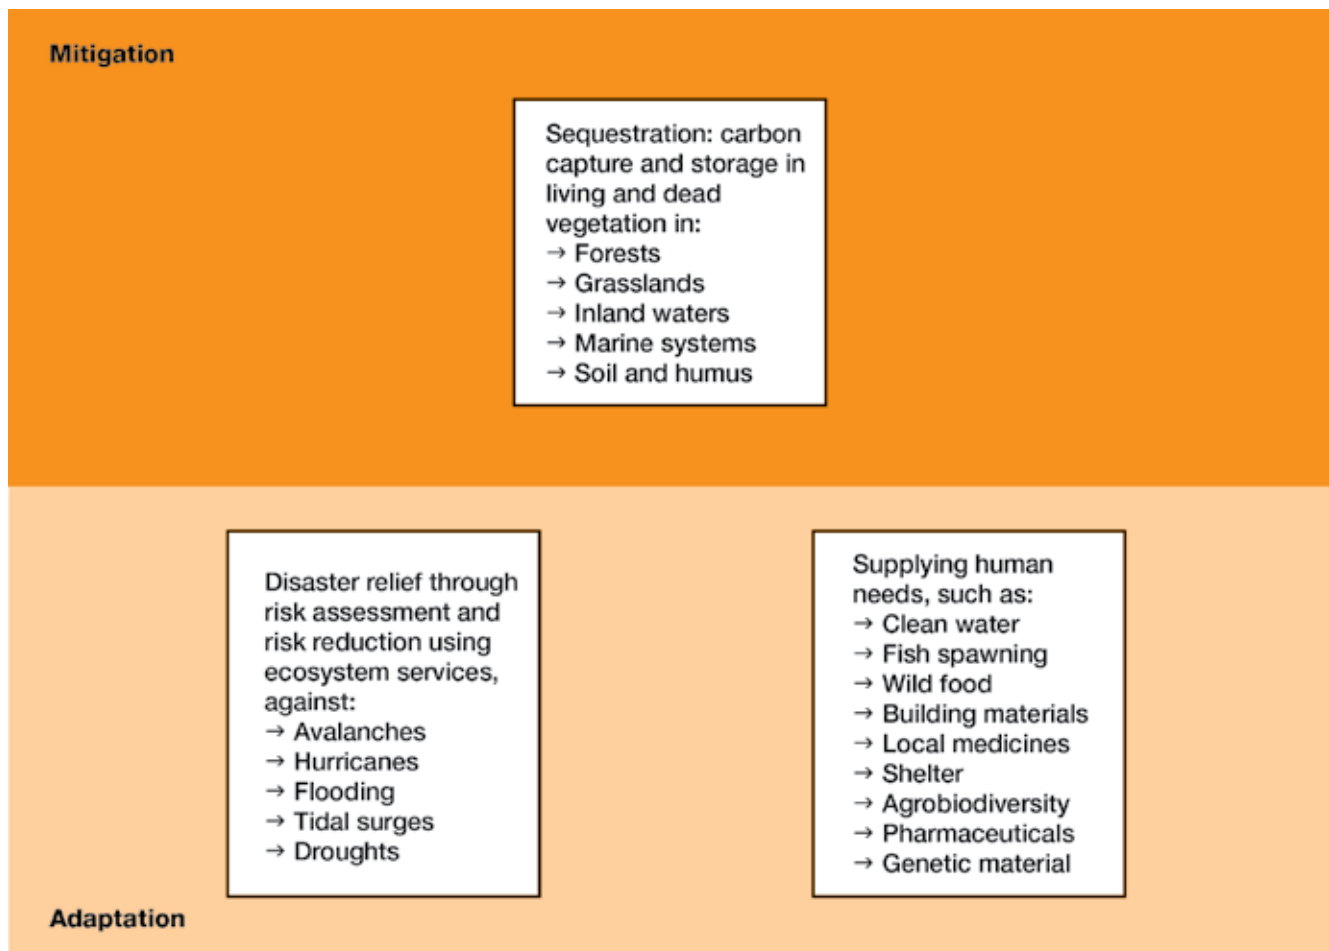 Mitigation
Sequestration: carbon
capture and storage in
living and dead
vegetation in:
→ Forests
→ Grasslands
→ Inland waters
→ Marine systems
→ Soil and humus
Disaster relief through
risk assessment and
risk reduction using
ecosystem services,
against:
→ Avalanches
→ Hurricanes
→ Flooding
→ Tidal surges
→ Droughts
Supplying human
needs, such as:
→ Clean water
→ Fish spawning
→ Wild food
→ Building materials
→ Local medicines
→ Shelter
→ Agrobiodiversity
→ Pharmaceuticals
→ Genetic material
Adaptation